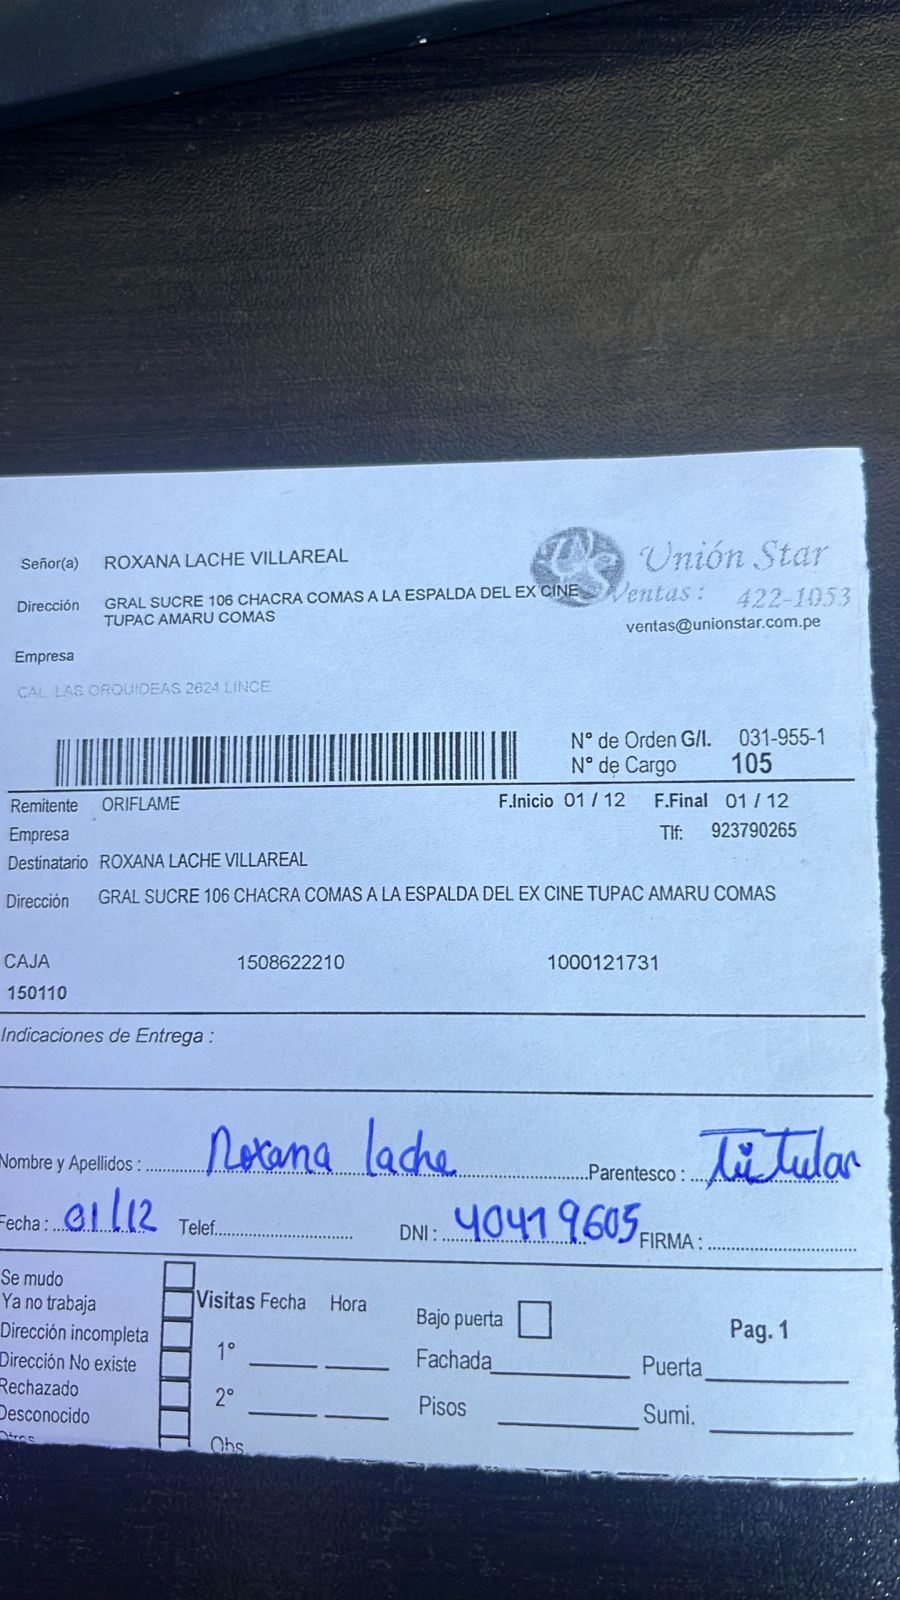 Señor(a) ROXANA LACHE VILLAREAL
Unión Star
Dirección GRAL SUCRE 106 CHACRA COMAS A LA ESPALDA DEL EX CINE
TUPAC AMARU COMAS
Ventas : 422-1053
ventas@unionstar.com.pe
Empresa
CAL. LAS ORQUIDEAS 2624 LINCE
N° de Orden G/I. 031-955-1
N° de Cargo 105
Remitente ORIFLAME F.Inicio 01 / 12 F.Final 01 / 12
Empresa Tlf: 923790265
Destinatario ROXANA LACHE VILLAREAL
Dirección GRAL SUCRE 106 CHACRA COMAS A LA ESPALDA DEL EX CINE TUPAC AMARU COMAS
CAJA 1508622210 1000121731
150110
Indicaciones de Entrega :
Nombre y Apellidos : Roxana lache Parentesco : Titular
Fecha : 01/12 Telef. DNI : 40419605 FIRMA :
Se mudo
Ya no trabaja Visitas Fecha Hora Bajo puerta Pag. 1
Dirección incompleta
Dirección No existe 1° Fachada Puerta
Rechazado
Desconocido 2° Pisos Sumi.
Otros Obs.